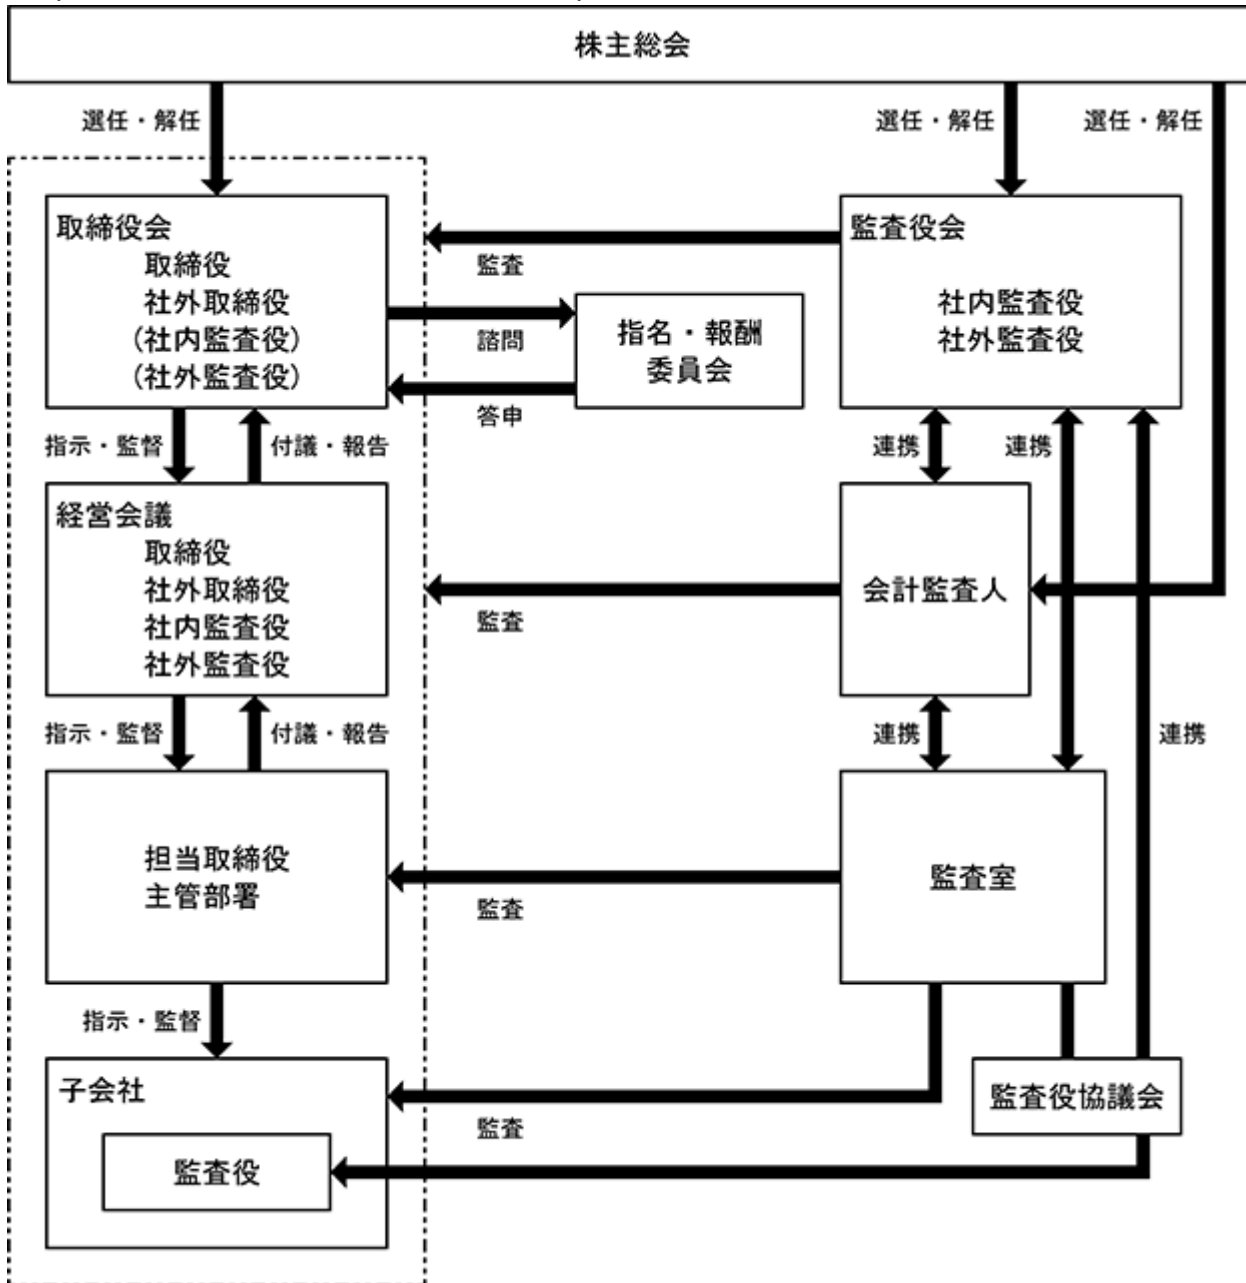 株主総会
選任・解任
選任・解任
選任・解任
取締役会
取締役
社外取締役
(社内監査役)
(社外監査役)
監査
諮問
答申
指名・報酬
委員会
監査役会
社内監査役
社外監査役
指示・監督
付議・報告
連携
連携
経営会議
取締役
社外取締役
社内監査役
社外監査役
監査
会計監査人
指示・監督
付議・報告
連携
連携
担当取締役
主管部署
監査
監査室
指示・監督
子会社
監査役
監査
監査役協議会